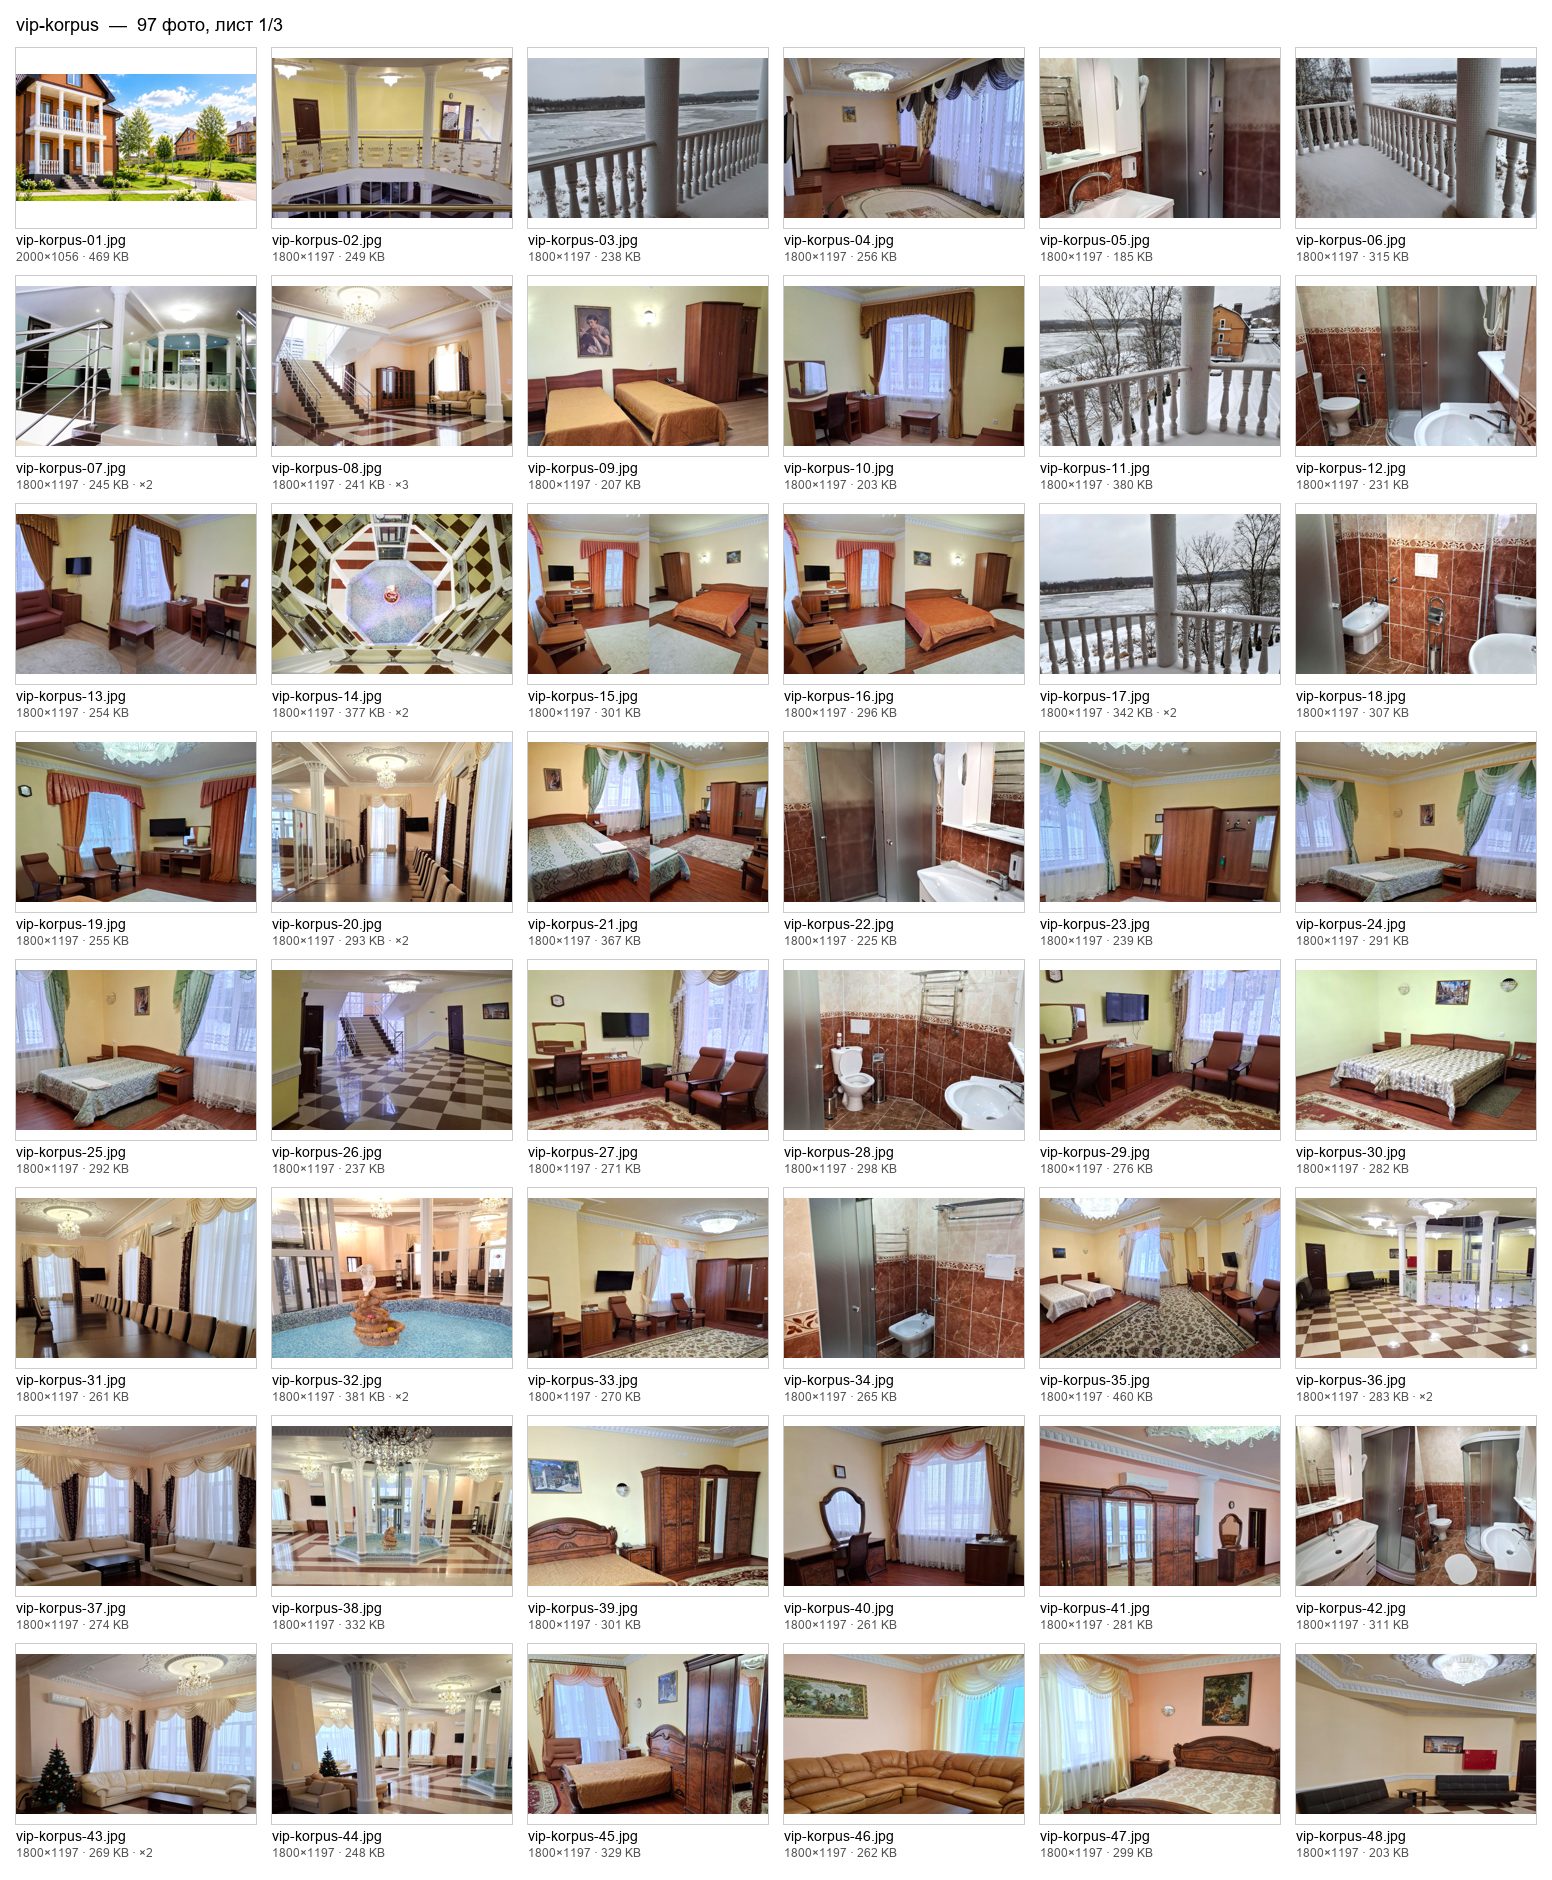 vip-korpus — 97 фото, лист 1/3
vip-korpus-01.jpg
2000×1056 · 469 KB
vip-korpus-02.jpg
1800×1197 · 249 KB
vip-korpus-03.jpg
1800×1197 · 238 KB
vip-korpus-04.jpg
1800×1197 · 256 KB
vip-korpus-05.jpg
1800×1197 · 185 KB
vip-korpus-06.jpg
1800×1197 · 315 KB
vip-korpus-07.jpg
1800×1197 · 245 KB · ×2
vip-korpus-08.jpg
1800×1197 · 241 KB · ×3
vip-korpus-09.jpg
1800×1197 · 207 KB
vip-korpus-10.jpg
1800×1197 · 203 KB
vip-korpus-11.jpg
1800×1197 · 380 KB
vip-korpus-12.jpg
1800×1197 · 231 KB
vip-korpus-13.jpg
1800×1197 · 254 KB
vip-korpus-14.jpg
1800×1197 · 377 KB · ×2
vip-korpus-15.jpg
1800×1197 · 301 KB
vip-korpus-16.jpg
1800×1197 · 296 KB
vip-korpus-17.jpg
1800×1197 · 342 KB · ×2
vip-korpus-18.jpg
1800×1197 · 307 KB
vip-korpus-19.jpg
1800×1197 · 255 KB
vip-korpus-20.jpg
1800×1197 · 293 KB · ×2
vip-korpus-21.jpg
1800×1197 · 367 KB
vip-korpus-22.jpg
1800×1197 · 225 KB
vip-korpus-23.jpg
1800×1197 · 239 KB
vip-korpus-24.jpg
1800×1197 · 291 KB
vip-korpus-25.jpg
1800×1197 · 292 KB
vip-korpus-26.jpg
1800×1197 · 237 KB
vip-korpus-27.jpg
1800×1197 · 271 KB
vip-korpus-28.jpg
1800×1197 · 298 KB
vip-korpus-29.jpg
1800×1197 · 276 KB
vip-korpus-30.jpg
1800×1197 · 282 KB
vip-korpus-31.jpg
1800×1197 · 261 KB
vip-korpus-32.jpg
1800×1197 · 381 KB · ×2
vip-korpus-33.jpg
1800×1197 · 270 KB
vip-korpus-34.jpg
1800×1197 · 265 KB
vip-korpus-35.jpg
1800×1197 · 460 KB
vip-korpus-36.jpg
1800×1197 · 283 KB · ×2
vip-korpus-37.jpg
1800×1197 · 274 KB
vip-korpus-38.jpg
1800×1197 · 332 KB
vip-korpus-39.jpg
1800×1197 · 301 KB
vip-korpus-40.jpg
1800×1197 · 261 KB
vip-korpus-41.jpg
1800×1197 · 281 KB
vip-korpus-42.jpg
1800×1197 · 311 KB
vip-korpus-43.jpg
1800×1197 · 269 KB · ×2
vip-korpus-44.jpg
1800×1197 · 248 KB
vip-korpus-45.jpg
1800×1197 · 329 KB
vip-korpus-46.jpg
1800×1197 · 262 KB
vip-korpus-47.jpg
1800×1197 · 299 KB
vip-korpus-48.jpg
1800×1197 · 203 KB